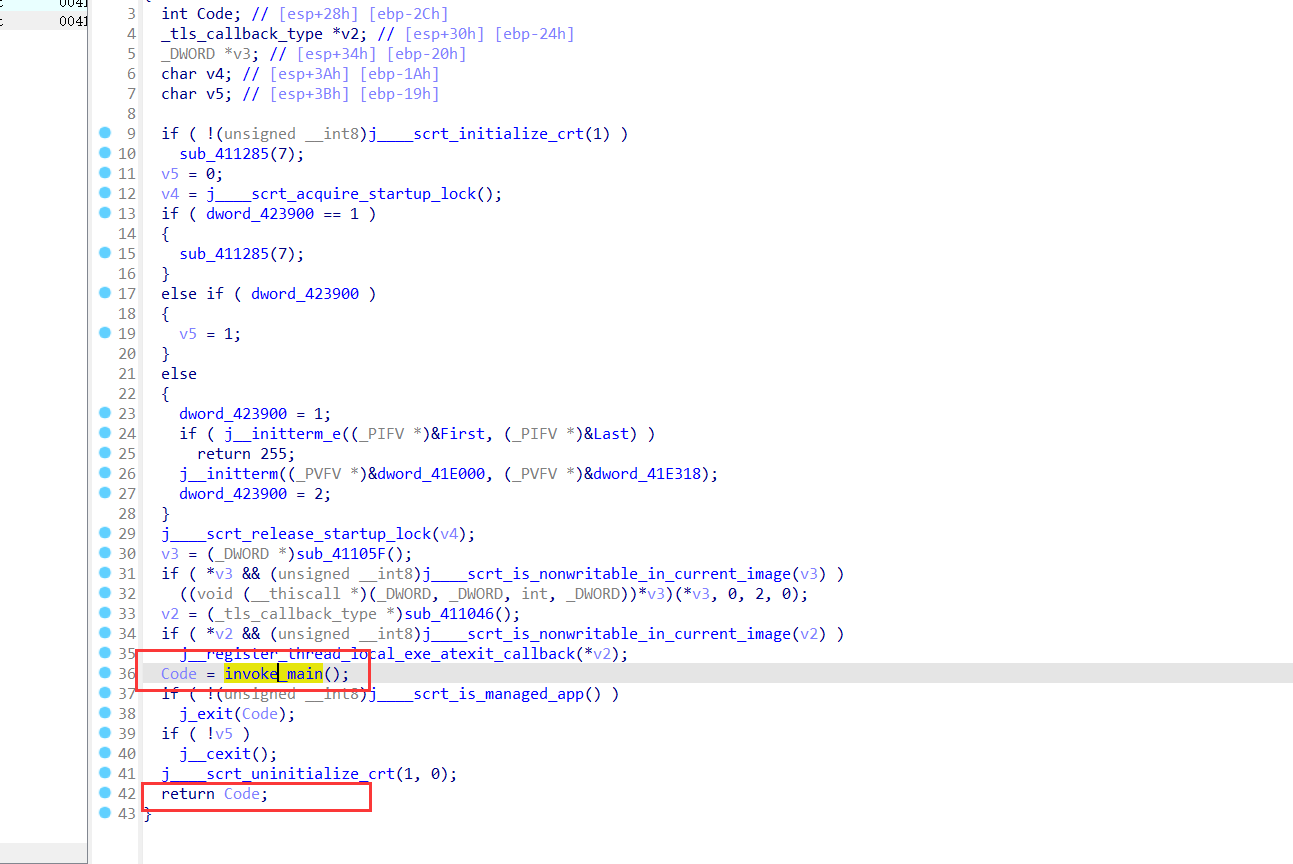 0041
0041
3 int Code; // [esp+28h] [ebp-2Ch]
4 _tls_callback_type *v2; // [esp+30h] [ebp-24h]
5 _DWORD *v3; // [esp+34h] [ebp-20h]
6 char v4; // [esp+3Ah] [ebp-1Ah]
7 char v5; // [esp+3Bh] [ebp-19h]
8
9 if ( !(unsigned __int8)j____scrt_initialize_crt(1) )
10 sub_411285(7);
11 v5 = 0;
12 v4 = j____scrt_acquire_startup_lock();
13 if ( dword_423900 == 1 )
14 {
15 sub_411285(7);
16 }
17 else if ( dword_423900 )
18 {
19 v5 = 1;
20 }
21 else
22 {
23 dword_423900 = 1;
24 if ( j__initterm_e((_PIFV *)&First, (_PIFV *)&Last) )
25 return 255;
26 j__initterm((_PVFV *)&dword_41E000, (_PVFV *)&dword_41E318);
27 dword_423900 = 2;
28 }
29 j____scrt_release_startup_lock(v4);
30 v3 = (_DWORD *)sub_41105F();
31 if ( *v3 && (unsigned __int8)j____scrt_is_nonwritable_in_current_image(v3) )
32 ((void (__thiscall *)(_DWORD, _DWORD, int, _DWORD))*v3)(*v3, 0, 2, 0);
33 v2 = (_tls_callback_type *)sub_411046();
34 if ( *v2 && (unsigned __int8)j____scrt_is_nonwritable_in_current_image(v2) )
35 j__register_thread_local_exe_atexit_callback(*v2);
36 Code = invoke_main();
37 if ( !(unsigned __int8)j____scrt_is_managed_app() )
38 j_exit(Code);
39 if ( !v5 )
40 j__cexit();
41 j____scrt_uninitialize_crt(1, 0);
42 return Code;
43 }